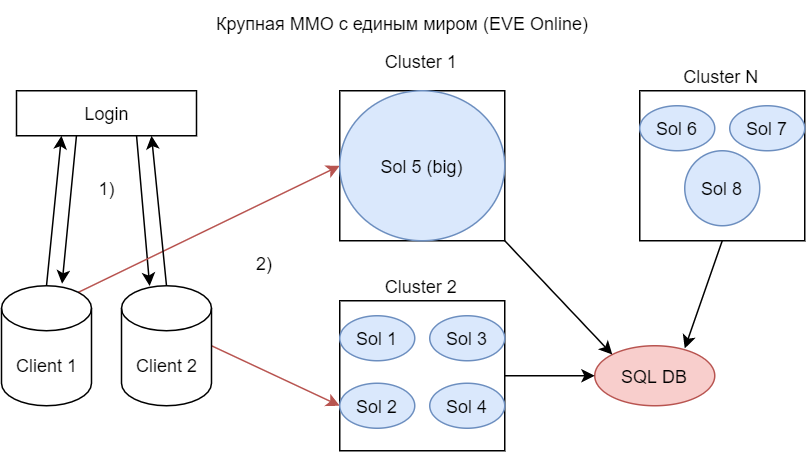 Крупная ММО с единым миром (EVE Online)
Cluster 1
Cluster N
Login
Sol 6
Sol 7
Sol 5 (big)
1)
Sol 8
2)
Cluster 2
Sol 1
Sol 3
Client 1
Client 2
SQL DB
Sol 2
Sol 4